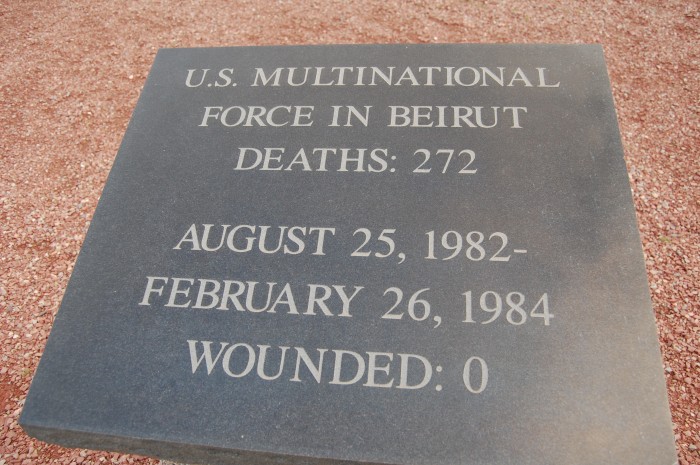 U.S. MULTINATIONAL
FORCE IN BEIRUT
DEATHS: 272
AUGUST 25, 1982-
FEBRUARY 26, 1984
WOUNDED: 0